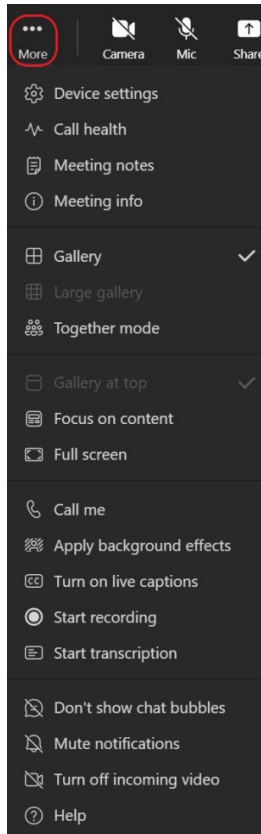 More Camera Mic Share
Device settings
Call health
Meeting notes
Meeting info
Gallery
Large gallery
Together mode
Gallery at top
Focus on content
Full screen
Call me
Apply background effects
CC Turn on live captions
Start recording
Start transcription
Don't show chat bubbles
Mute notifications
Turn off incoming video
Help